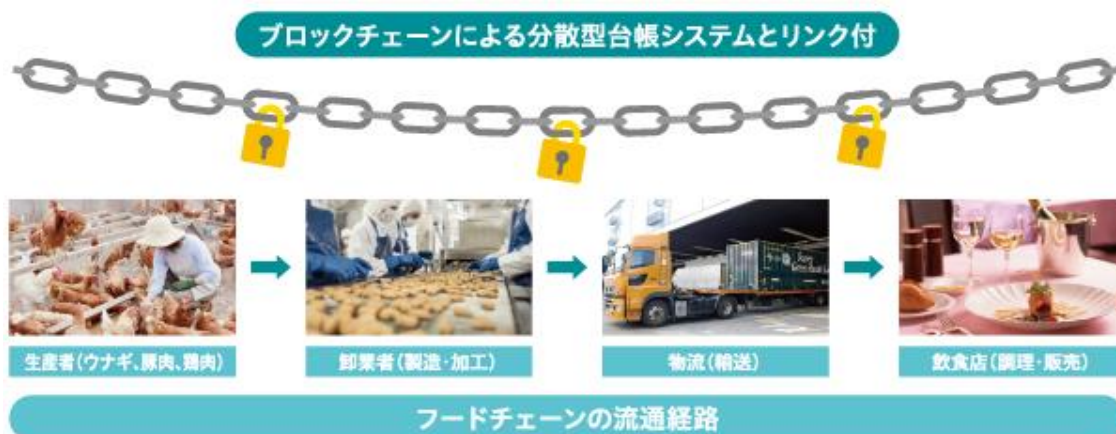 ブロックチェーンによる分散型台帳システムとリンク付
生産者(ウナギ、豚肉、鶏肉)
卸業者(製造・加工)
物流(輸送)
飲食店(調理・販売)
フードチェーンの流通経路